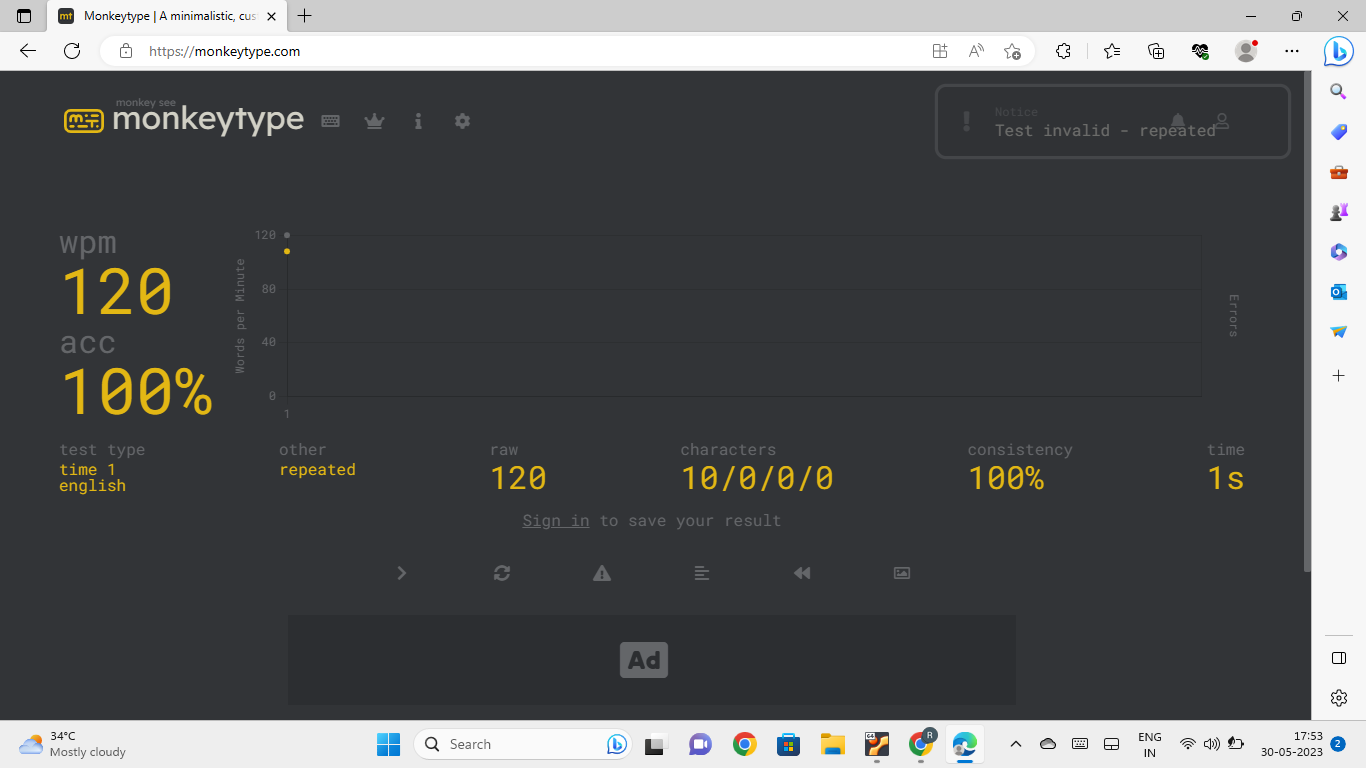 Monkeytype | A minimalistic, cus
https://monkeytype.com
monkey see
monkeytype
Notice
Test invalid - repeated
wpm
120
acc
100%
Words per Minute
120
80
40
0
1
Errors
test type
time 1
english
other
repeated
raw
120
characters
10/0/0/0
consistency
100%
time
1s
Sign in to save your result
Ad
34°C
Mostly cloudy
Search
R
ENG
IN
17:53
30-05-2023
2